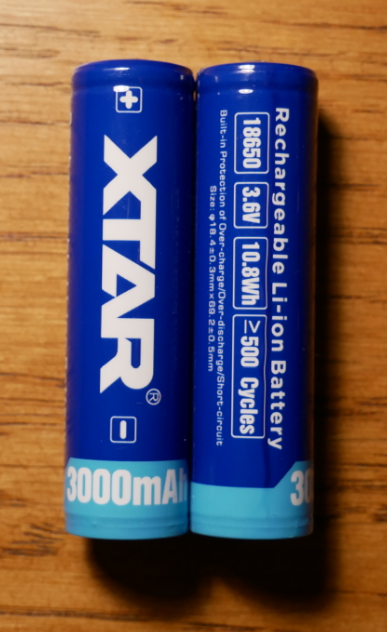 +
XTAR®
-
3000mAh
Rechargeable Li-ion Battery
18650 3.6V 10.8Wh ≥500 Cycles
Built-in Protection of Over-charge/Over-discharge/Short-circuit
Size: φ18.4±0.3mm×69.2±0.5mm
30